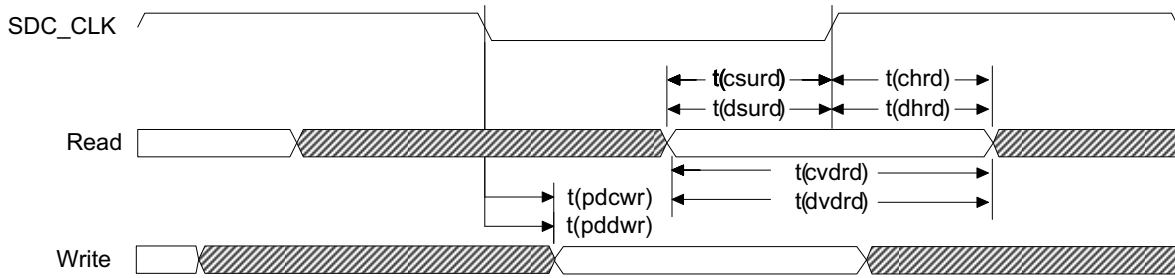 SDC_CLK
t(csurd) t(chrd)
t(dsurd) t(dhrd)
Read
t(cvdrd)
t(dvdrd)
t(pdcwr)
t(pddwr)
Write